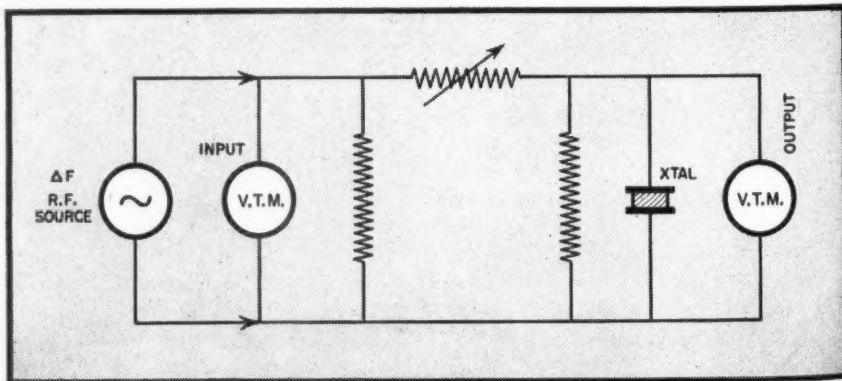 ΔF
R.F.
SOURCE
INPUT
V.T.M.
XTAL
V.T.M.
OUTPUT